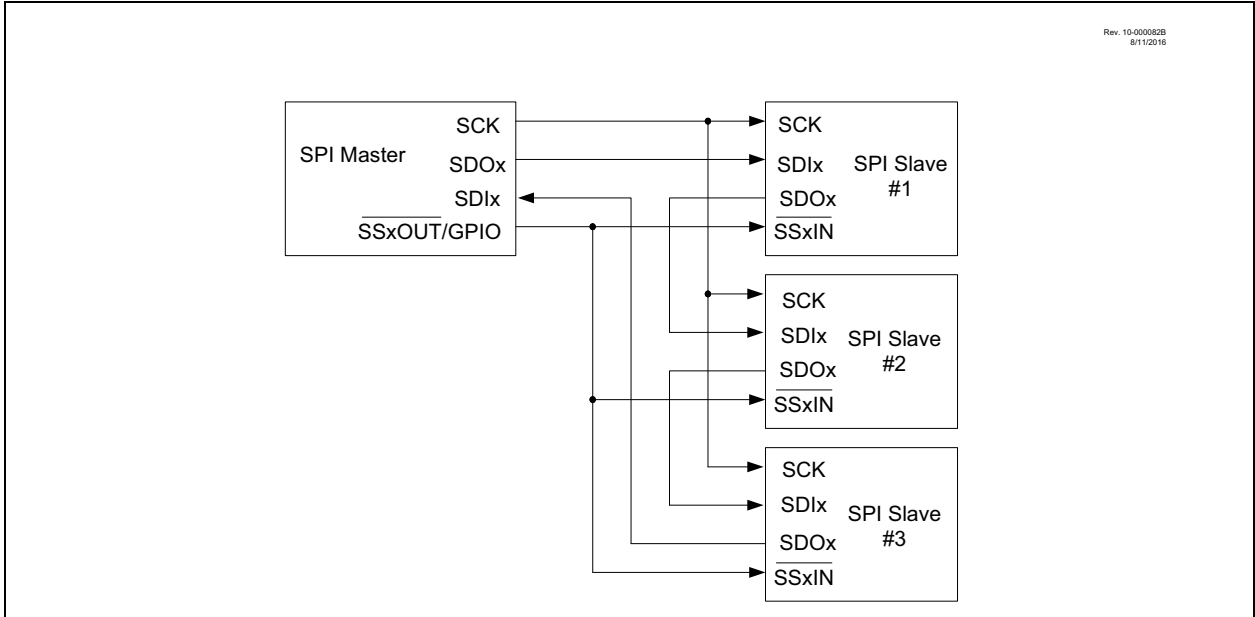 Rev. 10-000082B
8/11/2016
SPI Master
SCK
SDOx
SDIx
SSxOUT/GPIO
SCK
SDIx
SDOx
SSxIN
SPI Slave
#1
SCK
SDIx
SDOx
SSxIN
SPI Slave
#2
SCK
SDIx
SDOx
SSxIN
SPI Slave
#3